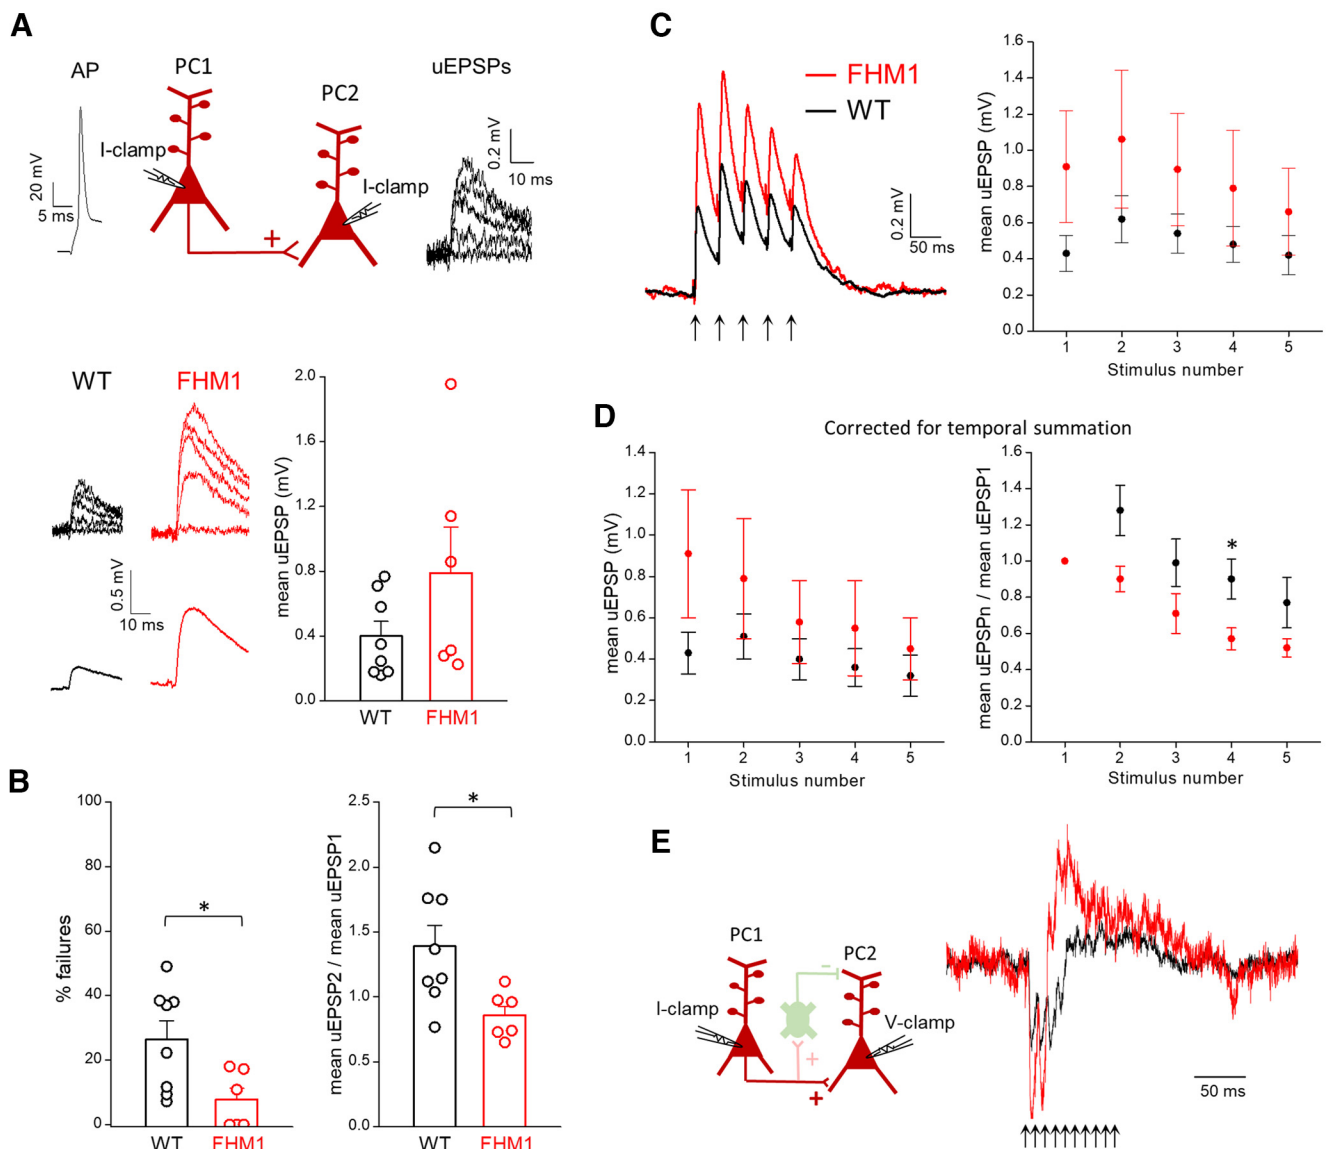 A
AP
PC1
PC2
uEPSPs
I-clamp
I-clamp
20 mV
5 ms
0.2 mV
10 ms
+
WT
FHM1
0.5 mV
10 ms
mean uEPSP (mV)
2.0
1.6
1.2
0.8
0.4
0.0
WT
FHM1
B
% failures
100
80
60
40
20
0
*
WT
FHM1
mean uEPSP2 / mean uEPSP1
2.5
2.0
1.5
1.0
0.5
0.0
*
WT
FHM1
C
FHM1
WT
0.2 mV
50 ms
mean uEPSP (mV)
1.6
1.4
1.2
1.0
0.8
0.6
0.4
0.2
0.0
1 2 3 4 5
Stimulus number
D
Corrected for temporal summation
mean uEPSP (mV)
1.4
1.2
1.0
0.8
0.6
0.4
0.2
0.0
1 2 3 4 5
Stimulus number
mean uEPSPn / mean uEPSP1
1.6
1.4
1.2
1.0
0.8
0.6
0.4
0.2
0.0
*
1 2 3 4 5
Stimulus number
E
PC1
PC2
I-clamp
V-clamp
-
+
+
50 ms